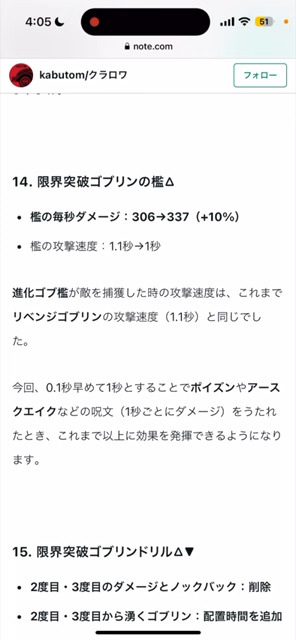 4:05
51
note.com
kabutom/クラロワ
フォロー
14. 限界突破ゴブリンの檻△
• 檻の毎秒ダメージ：306→337（+10%）
• 檻の攻撃速度：1.1秒→1秒
進化ゴブ檻が敵を捕獲した時の攻撃速度は、これまで
リベンジゴブリンの攻撃速度（1.1秒）と同じでし
た。
今回、0.1秒早めて1秒とすることでポイズンやアース
クエイクなどの呪文（1秒ごとにダメージ）をうたれ
たとき、これまで以上に効果を発揮できるようになり
ます。
15. 限界突破ゴブリンドリル△▼
• 2度目・3度目のダメージとノックバック：削除
• 2度目・3度目から湧くゴブリン：配置時間を追加